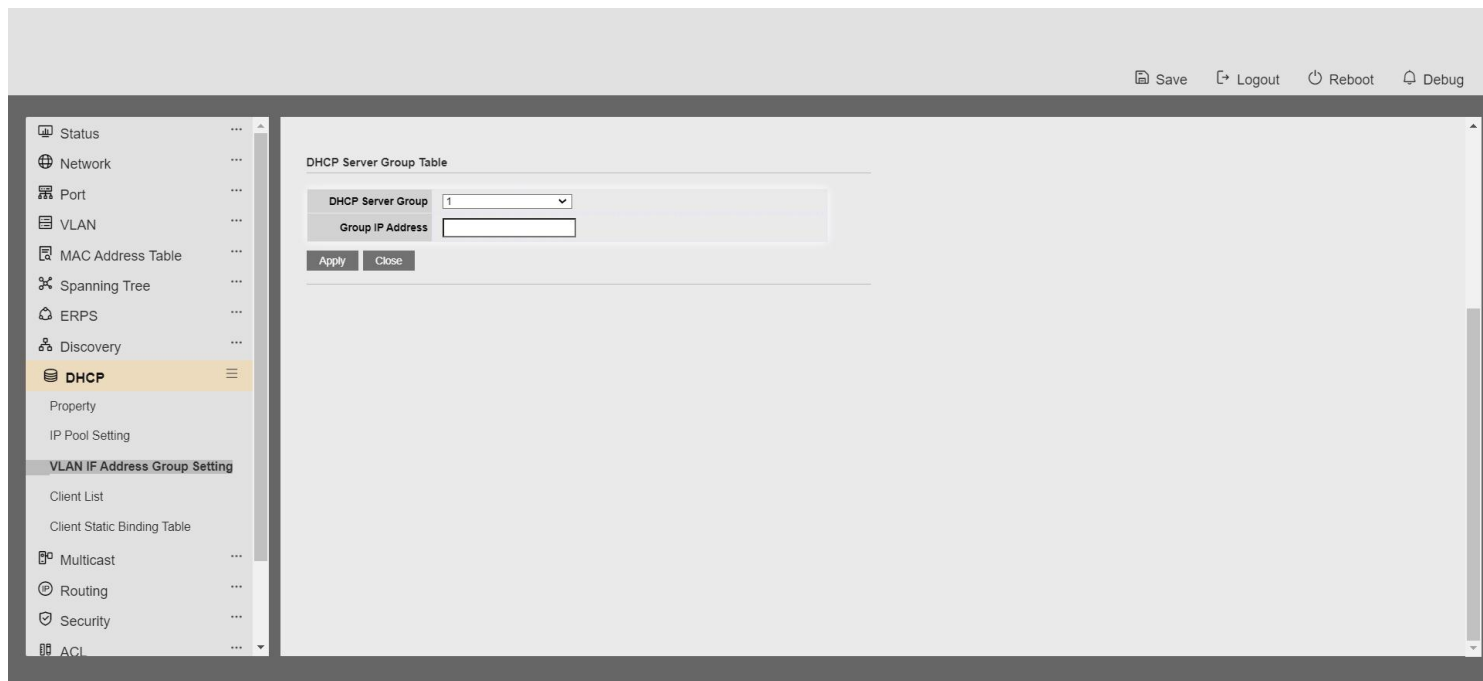 Save Logout Reboot Debug
Status
Network
Port
VLAN
MAC Address Table
Spanning Tree
ERPS
Discovery
DHCP
Property
IP Pool Setting
VLAN IF Address Group Setting
Client List
Client Static Binding Table
Multicast
IP Routing
Security
ACL
DHCP Server Group Table
DHCP Server Group 1
Group IP Address
Apply Close